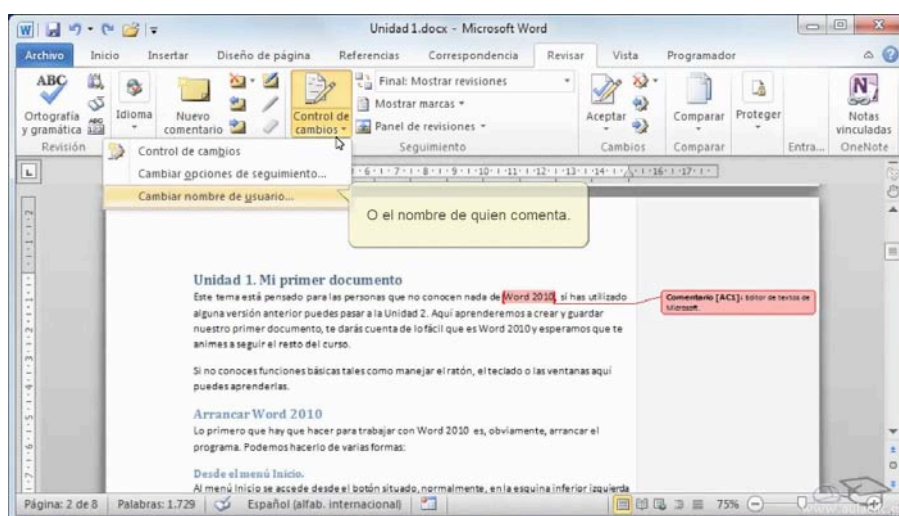 Unidad 1.docx - Microsoft Word
Archivo Inicio Insertar Diseño de página Referencias Correspondencia Revisar Vista Programador
ABC
Ortografía y gramática
Idioma
Nuevo comentario
Control de cambios
Final: Mostrar revisiones
Mostrar marcas
Panel de revisiones
Aceptar
Comparar
Proteger
Notas vinculadas
Revisión
Seguimiento
Cambios
Comparar
Entra...
OneNote
Control de cambios
Cambiar opciones de seguimiento...
Cambiar nombre de usuario...
O el nombre de quien comenta.
Unidad 1. Mi primer documento
Este tema está pensado para las personas que no conocen nada de Word 2010, si has utilizado
alguna versión anterior puedes pasar a la Unidad 2. Aquí aprenderemos a crear y guardar
nuestro primer documento, te darás cuenta de lo fácil que es Word 2010 y esperamos que te
animes a seguir el resto del curso.
Comentario [AC1]: Editor de textos de
Microsoft.
Si no conoces funciones básicas tales como manejar el ratón, el teclado o las ventanas aquí
puedes aprenderlas.
Arrancar Word 2010
Lo primero que hay que hacer para trabajar con Word 2010 es, obviamente, arrancar el
programa. Podemos hacerlo de varias formas:
Desde el menú Inicio.
Al menú Inicio se accede desde el botón situado, normalmente, en la esquina inferior izquierda
Página: 2 de 8 Palabras: 1.729 Español (alfab. internacional) 75%